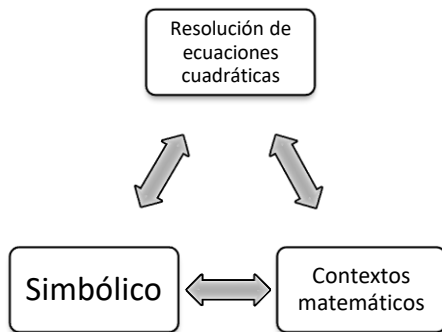 Resolución de
ecuaciones
cuadráticas
Simbólico
Contextos
matemáticos